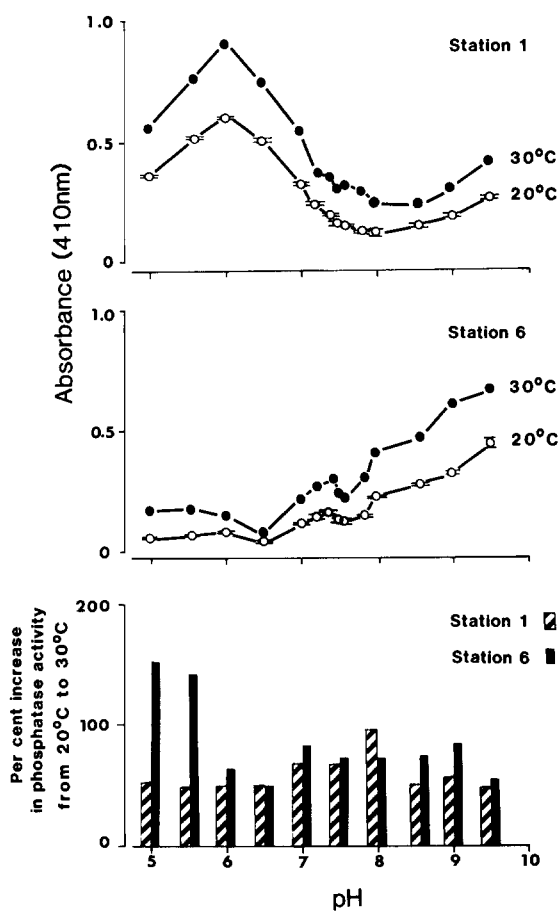 1.0
Station 1
0.5
30°C
20°C
0
Absorbance (410nm)
1.0
Station 6
30°C
0.5
20°C
0
200
Station 1
Station 6
Per cent increase
in phosphatase activity
from 20°C to 30°C
100
0
5 6 7 8 9 10
pH